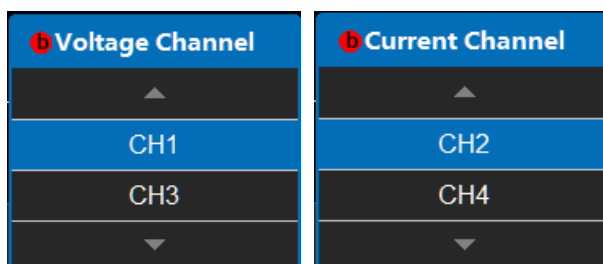 b Voltage Channel
CH1
CH3
b Current Channel
CH2
CH4